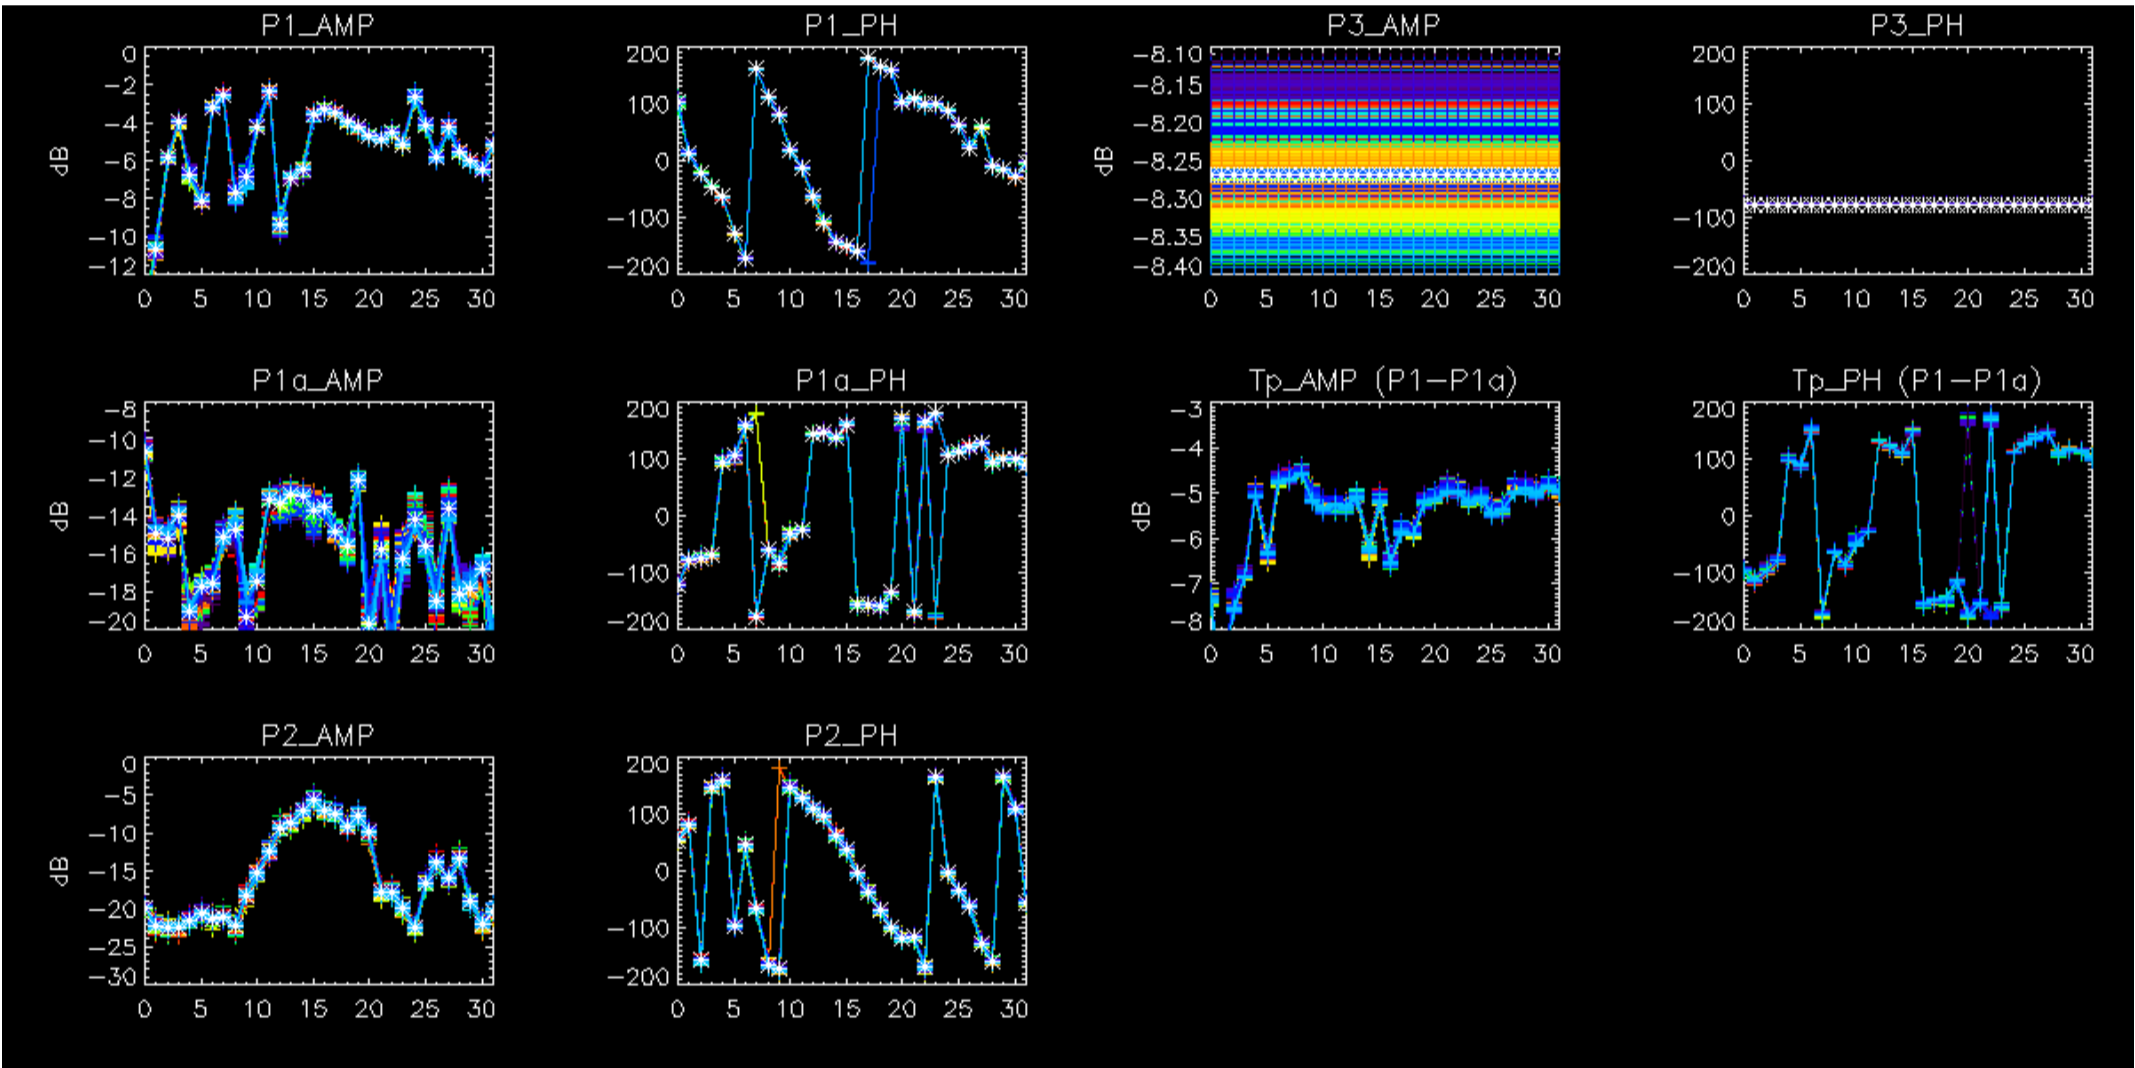 P1_AMP P1_PH P3_AMP P3_PH
0 200 −8.10 200
−2 −8.15
−4 100 −8.20 100
dB −6 0 dB −8.25 0
−8 −8.30
−10 −100 −8.35 −100
−12 −200 −8.40 −200
0 5 10 15 20 25 30 0 5 10 15 20 25 30 0 5 10 15 20 25 30 0 5 10 15 20 25 30
P1a_AMP P1a_PH Tp_AMP (P1−P1a) Tp_PH (P1−P1a)
−8 200 −3 200
−10 100 −4 100
−12
dB −14 0 dB −5 0
−16 −6
−18 −100 −7 −100
−20 −200 −8 −200
0 5 10 15 20 25 30 0 5 10 15 20 25 30 0 5 10 15 20 25 30 0 5 10 15 20 25 30
P2_AMP P2_PH
0 200
−5 100
−10
dB −15 0
−20 −100
−25
−30 −200
0 5 10 15 20 25 30 0 5 10 15 20 25 30